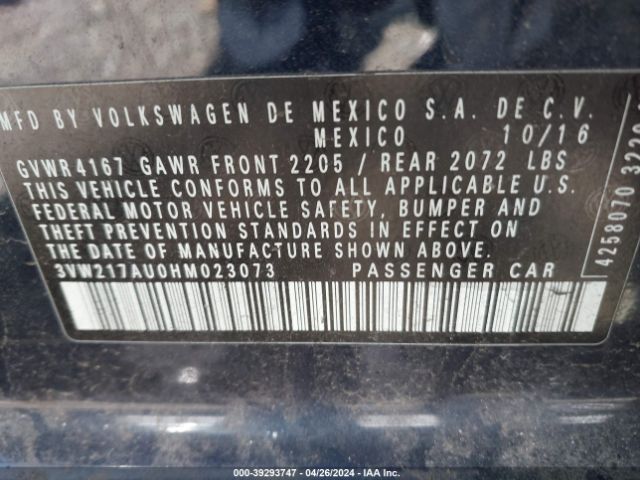 MFD BY VOLKSWAGEN DE MEXICO S.A. DE C.V.
MEXICO 10/16
GVWR 4167 GAWR FRONT 2205 / REAR 2072 LBS
THIS VEHICLE CONFORMS TO ALL APPLICABLE U.S.
FEDERAL MOTOR VEHICLE SAFETY, BUMPER AND
THEFT PREVENTION STANDARDS IN EFFECT ON
THE DATE OF MANUFACTURE SHOWN ABOVE.
3VW217AU0HM023073 PASSENGER CAR
4258070
000-39293747 - 04/26/2024 - IAA Inc.